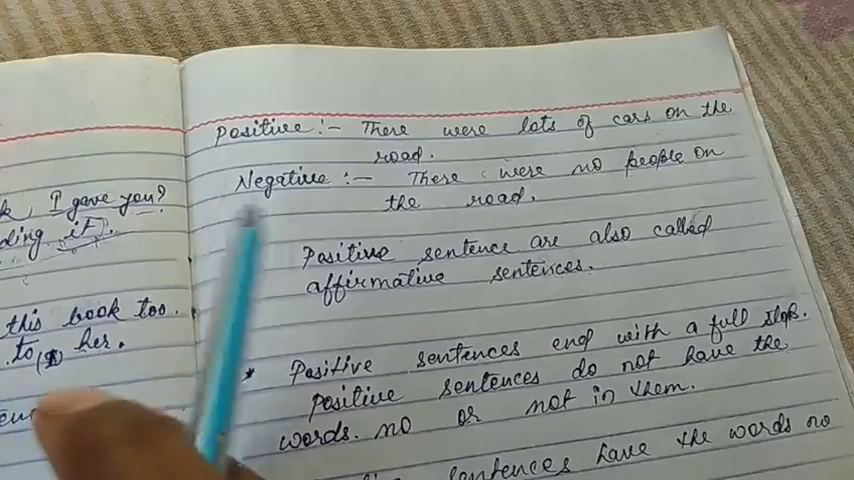 I gave you?
ding it.
this book too.
to her.
Positive :- There were lots of cars on the
road.
Negative :- There were no people on
the road.
Positive sentence are also called
affirmative sentences.
* Positive sentences end with a full stop.
positive sentences do not have the
words. no or not in them.
sentences have the words no